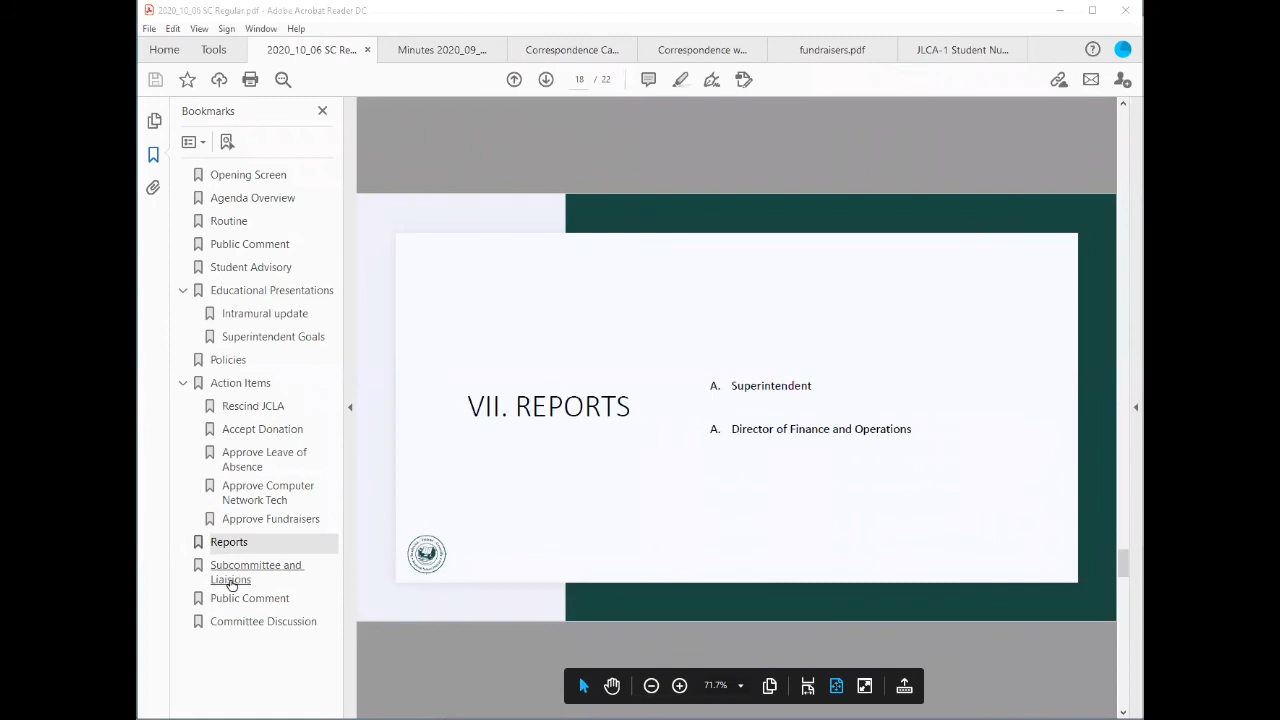 2020_10_06 SC Regular.pdf - Adobe Acrobat Reader DC
File Edit View Sign Window Help
Home Tools 2020_10_06 SC Re... × Minutes 2020_09_... Correspondence Ca... Correspondence w... fundraisers.pdf JLCA-1 Student Nu...
18 / 22
Bookmarks
Opening Screen
Agenda Overview
Routine
Public Comment
Student Advisory
Educational Presentations
Intramural update
Superintendent Goals
Policies
Action Items
Rescind JCLA
Accept Donation
Approve Leave of
Absence
Approve Computer
Network Tech
Approve Fundraisers
Reports
Subcommittee and
Liaisions
Public Comment
Committee Discussion
VII. REPORTS
A. Superintendent
A. Director of Finance and Operations
71.7%